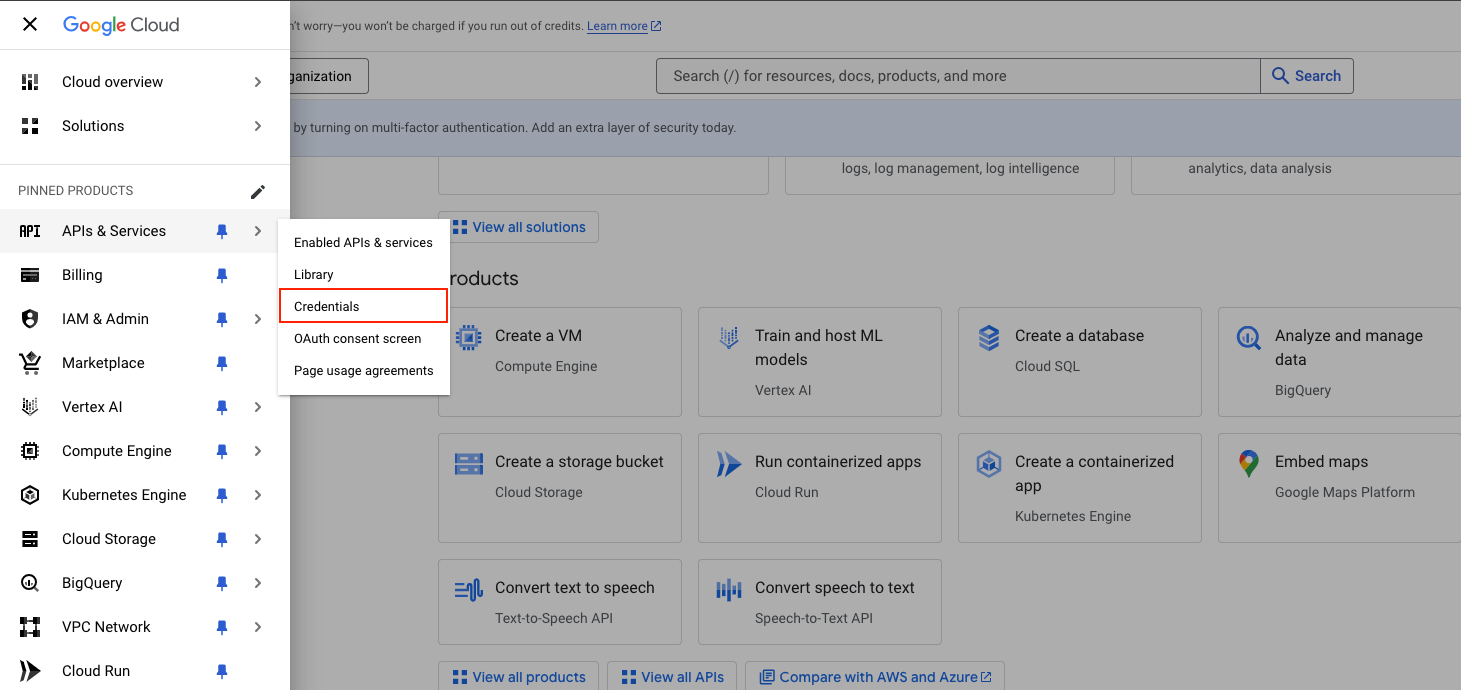 Google Cloud
Cloud overview
Solutions
PINNED PRODUCTS
API APIs & Services
Billing
IAM & Admin
Marketplace
Vertex AI
Compute Engine
Kubernetes Engine
Cloud Storage
BigQuery
VPC Network
Cloud Run
Enabled APIs & services
Library
Credentials
OAuth consent screen
Page usage agreements
n't worry—you won't be charged if you run out of credits. Learn more
ganization
Search (/) for resources, docs, products, and more
Search
by turning on multi-factor authentication. Add an extra layer of security today.
logs, log management, log intelligence
analytics, data analysis
View all solutions
roducts
Create a VM
Compute Engine
Train and host ML
models
Vertex AI
Create a database
Cloud SQL
Analyze and manage
data
BigQuery
Create a storage bucket
Cloud Storage
Run containerized apps
Cloud Run
Create a containerized
app
Kubernetes Engine
Embed maps
Google Maps Platform
Convert text to speech
Text-to-Speech API
Convert speech to text
Speech-to-Text API
View all products
View all APIs
Compare with AWS and Azure